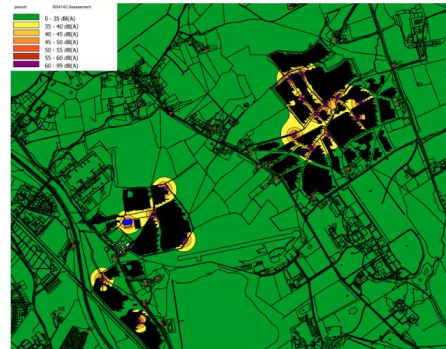 period: BS4142 Assessment
0 - 35 dB(A)
35 - 40 dB(A)
40 - 45 dB(A)
45 - 50 dB(A)
50 - 55 dB(A)
55 - 60 dB(A)
60 - 99 dB(A)